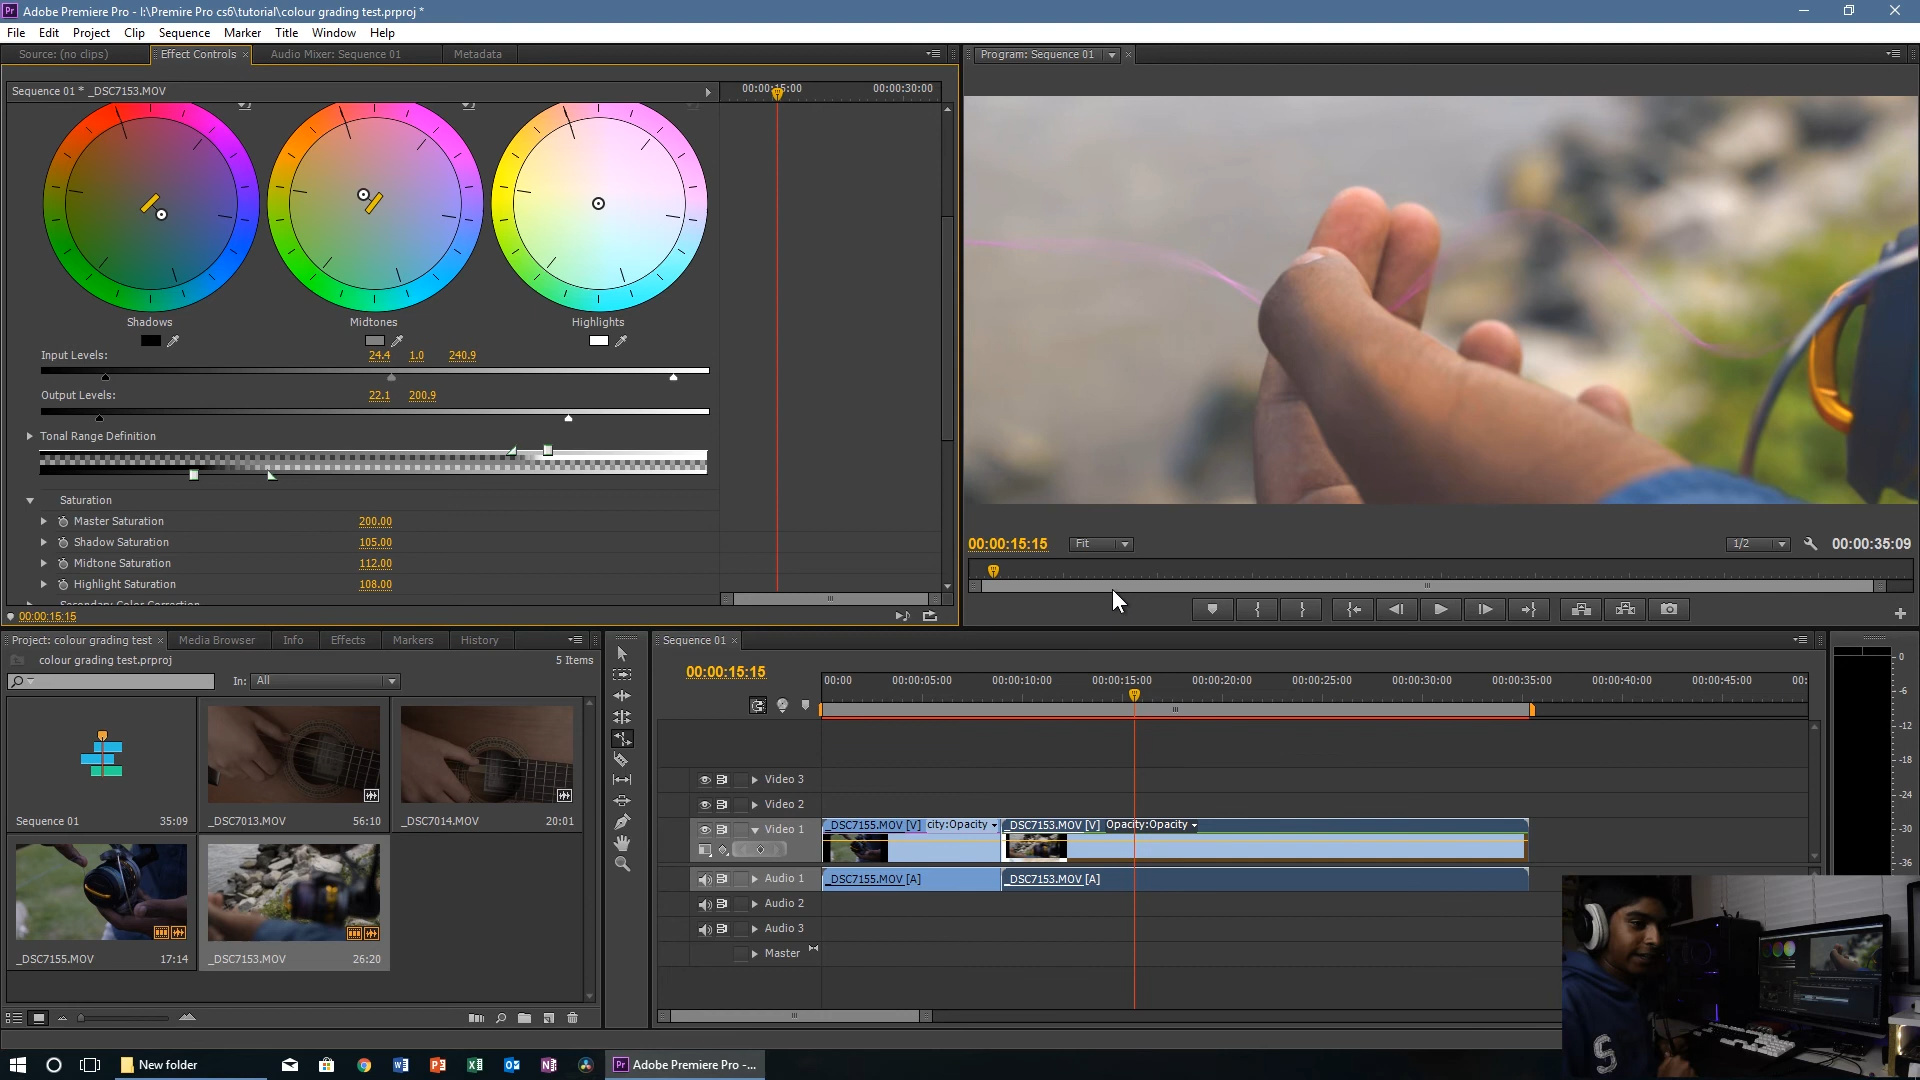 Adobe Premiere Pro - I:\Premire Pro cs6\tutorial\colour grading test.prproj *
File Edit Project Clip Sequence Marker Title Window Help
Source: (no clips) Effect Controls Audio Mixer: Sequence 01 Metadata
Program: Sequence 01
Sequence 01 * _DSC7153.MOV
00:00:15:00 00:00:30:00
Shadows Midtones Highlights
Input Levels: 24.4 1.0 240.9
Output Levels: 22.1 200.9
Tonal Range Definition
Saturation
Master Saturation 200.00
Shadow Saturation 105.00
Midtone Saturation 112.00
Highlight Saturation 108.00
Secondary Color Correction
00:00:15:15
00:00:15:15 Fit 1/2 00:00:35:09
Project: colour grading test Media Browser Info Effects Markers History
colour grading test.prproj 5 Items
In: All
Sequence 01 35:09
_DSC7013.MOV 56:10
_DSC7014.MOV 20:01
_DSC7155.MOV 17:14
_DSC7153.MOV 26:20
Sequence 01
00:00:15:15
00:00 00:00:05:00 00:00:10:00 00:00:15:00 00:00:20:00 00:00:25:00 00:00:30:00 00:00:35:00 00:00:40:00 00:00:45:00 00:
Video 3
Video 2
Video 1
_DSC7155.MOV [V] city:Opacity _DSC7153.MOV [V] Opacity:Opacity
Audio 1 _DSC7155.MOV [A] _DSC7153.MOV [A]
Audio 2
Audio 3
Master
0
-6
-12
-18
-24
-30
-36
New folder
Adobe Premiere Pro -...